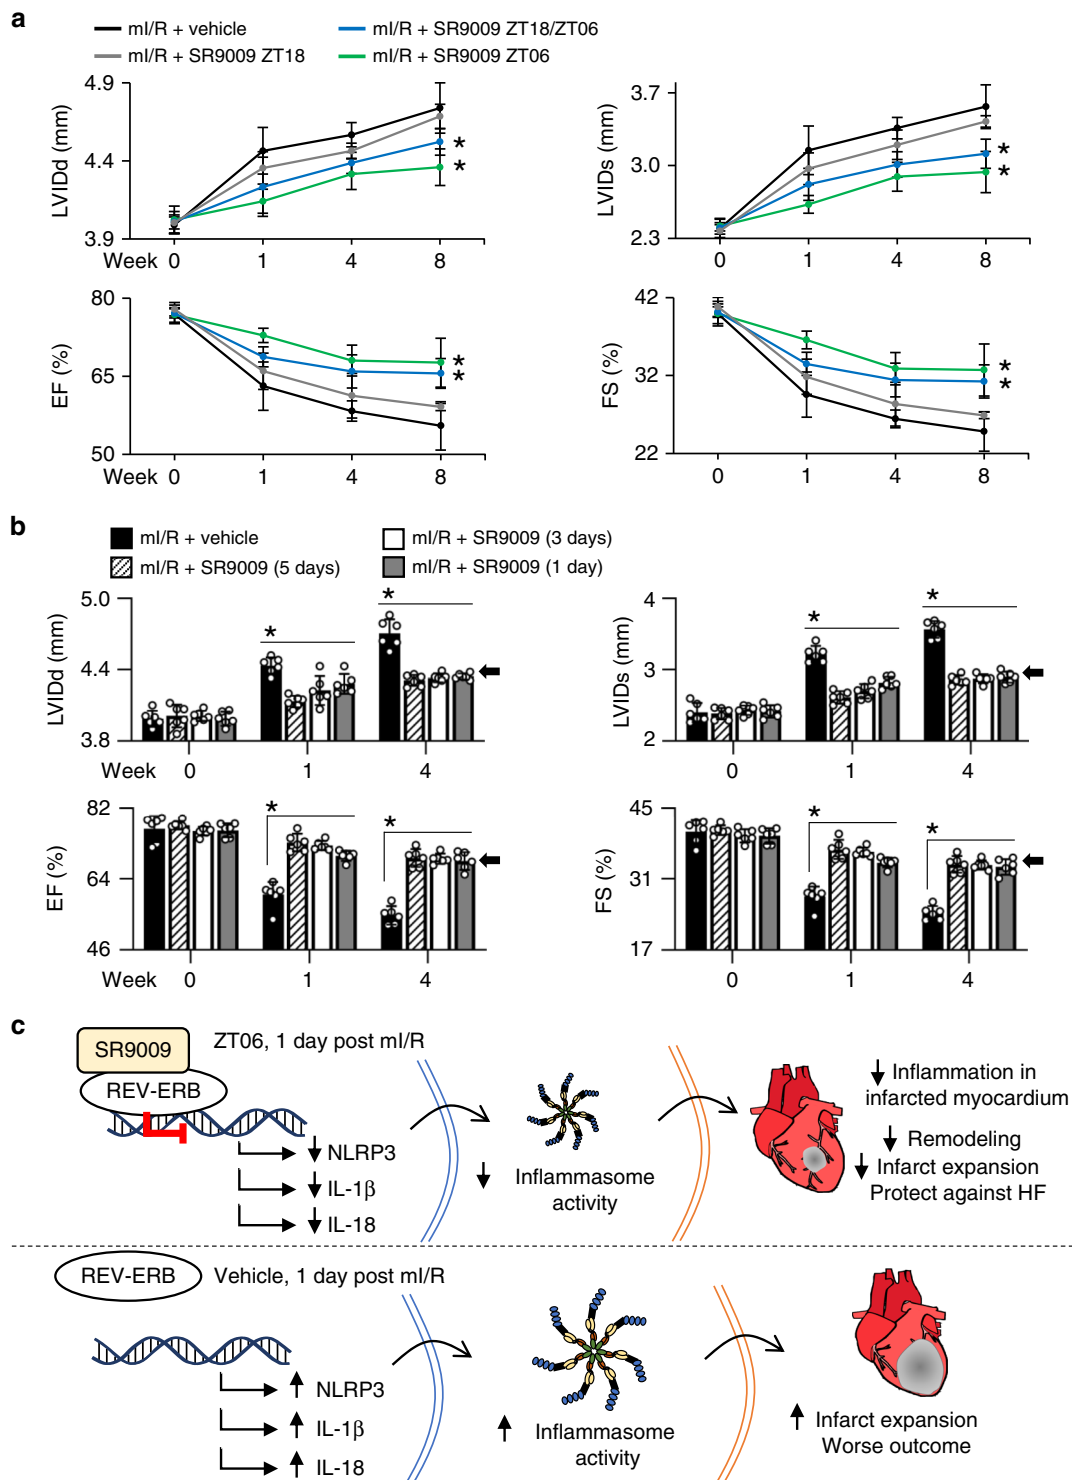 a
mI/R + vehicle
mI/R + SR9009 ZT18/ZT06
mI/R + SR9009 ZT18
mI/R + SR9009 ZT06
LVIDd (mm)
4.9
4.4
3.9
*
*
Week 0 1 4 8
LVIDs (mm)
3.7
3.0
2.3
*
*
0 1 4 8
EF (%)
80
65
50
*
*
Week 0 1 4 8
FS (%)
42
32
22
*
*
0 1 4 8
b
mI/R + vehicle
mI/R + SR9009 (3 days)
mI/R + SR9009 (5 days)
mI/R + SR9009 (1 day)
LVIDd (mm)
5.0
4.4
3.8
*
*
Week 0 1 4
LVIDs (mm)
4
3
2
*
*
0 1 4
EF (%)
82
64
46
*
*
Week 0 1 4
FS (%)
45
31
17
*
*
0 1 4
c
SR9009
REV-ERB
ZT06, 1 day post mI/R
NLRP3
IL-1β
IL-18
Inflammasome
activity
Inflammation in
infarcted myocardium
Remodeling
Infarct expansion
Protect against HF
REV-ERB
Vehicle, 1 day post mI/R
NLRP3
IL-1β
IL-18
Inflammasome
activity
Infarct expansion
Worse outcome